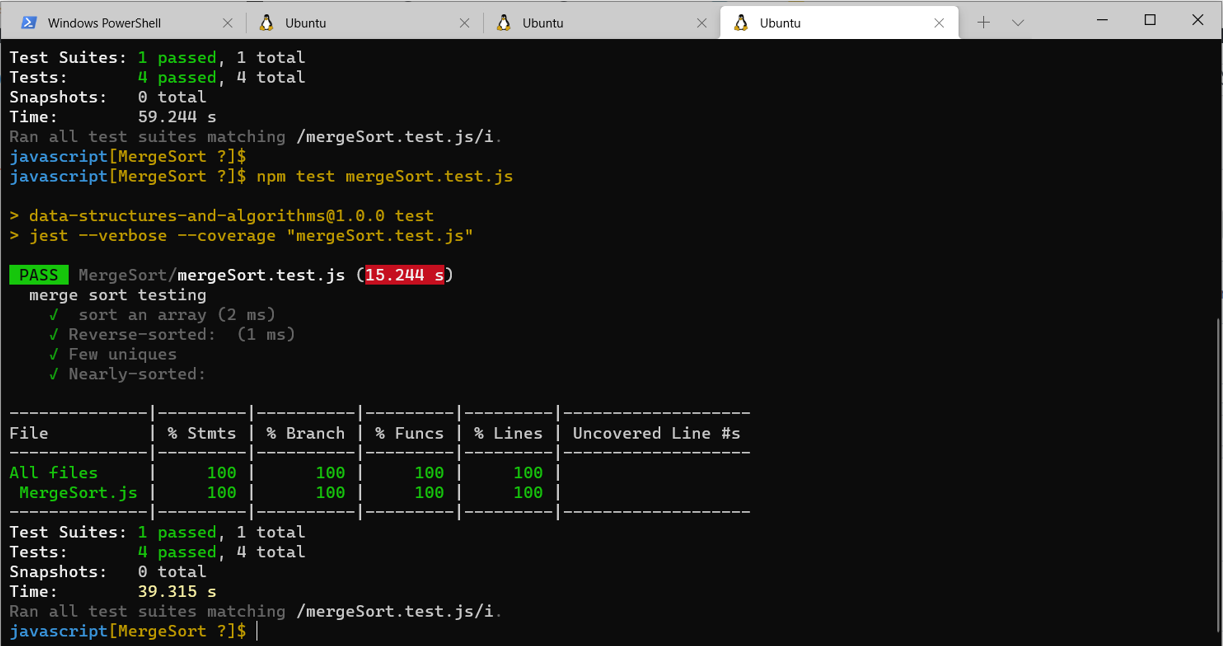 Windows PowerShell
Ubuntu
Ubuntu
Ubuntu
Test Suites: 1 passed, 1 total
Tests:       4 passed, 4 total
Snapshots:   0 total
Time:        59.244 s
Ran all test suites matching /mergeSort.test.js/i.
javascript[MergeSort ?]$
javascript[MergeSort ?]$ npm test mergeSort.test.js
> data-structures-and-algorithms@1.0.0 test
> jest --verbose --coverage "mergeSort.test.js"
PASS MergeSort/mergeSort.test.js (15.244 s)
merge sort testing
√  sort an array (2 ms)
√ Reverse-sorted:  (1 ms)
√ Few uniques
√ Nearly-sorted:
--------------|---------|----------|---------|---------|-------------------
File          | % Stmts | % Branch | % Funcs | % Lines | Uncovered Line #s
--------------|---------|----------|---------|---------|-------------------
All files     |     100 |      100 |     100 |     100 |
MergeSort.js |     100 |      100 |     100 |     100 |
--------------|---------|----------|---------|---------|-------------------
Test Suites: 1 passed, 1 total
Tests:       4 passed, 4 total
Snapshots:   0 total
Time:        39.315 s
Ran all test suites matching /mergeSort.test.js/i.
javascript[MergeSort ?]$